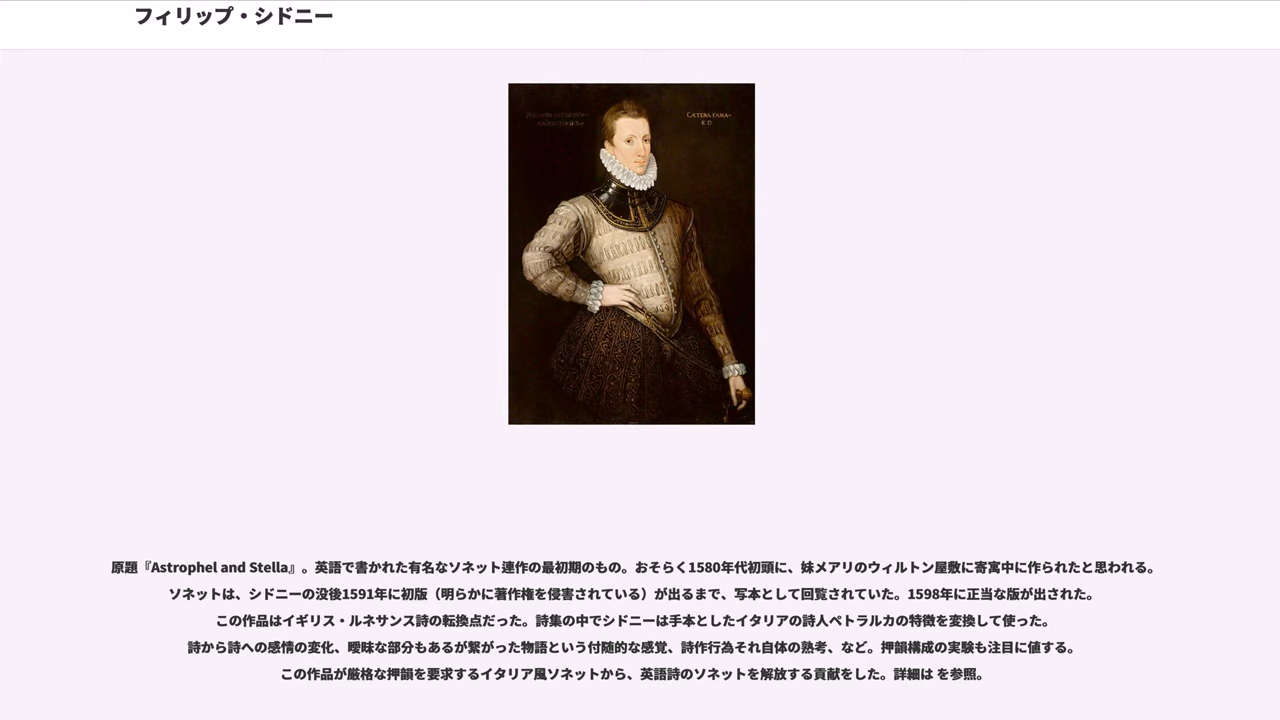 フィリップ・シドニー
CÆTERA FAMA
原題『Astrophel and Stella』。英語で書かれた有名なソネット連作の最初期のもの。おそらく1580年代初頭に、妹メアリのウィルトン屋敷に寄寓中に作られたと思われる。
ソネットは、シドニーの没後1591年に初版（明らかに著作権を侵害されている）が出るまで、写本として回覧されていた。1598年に正当な版が出された。
この作品はイギリス・ルネサンス詩の転換点だった。詩集の中でシドニーは手本としたイタリアの詩人ペトラルカの特徴を変換して使った。
詩から詩への感情の変化、曖昧な部分もあるが繋がった物語という付随的な感覚、詩作行為それ自体の熟考、など。押韻構成の実験も注目に値する。
この作品が厳格な押韻を要求するイタリア風ソネットから、英語詩のソネットを解放する貢献をした。詳細は を参照。